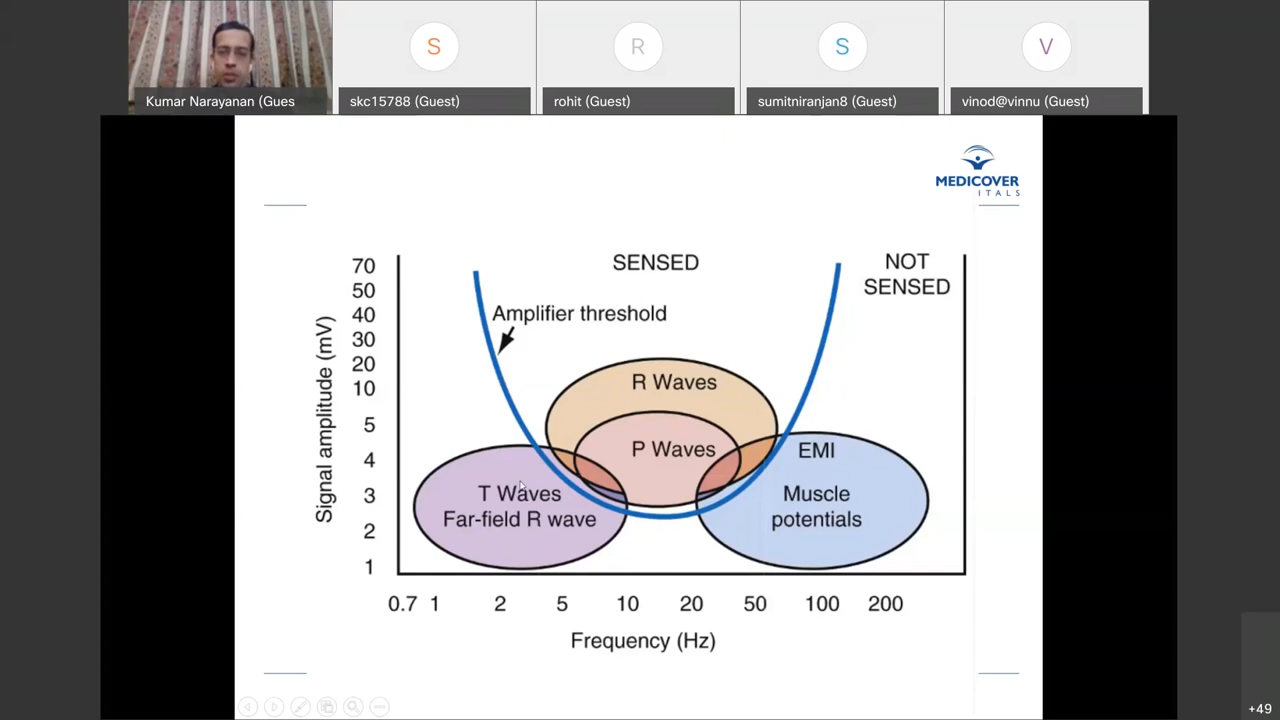 S
R
S
V
Kumar Narayanan (Gues
skc15788 (Guest)
rohit (Guest)
sumitniranjan8 (Guest)
vinod@vinnu (Guest)
MEDICOVER
ITALS
SENSED
NOT
SENSED
Amplifier threshold
70
50
40
30
20
10
5
4
3
2
1
Signal amplitude (mV)
R Waves
P Waves
T Waves
Far-field R wave
EMI
Muscle
potentials
0.7 1 2 5 10 20 50 100 200
Frequency (Hz)
+49